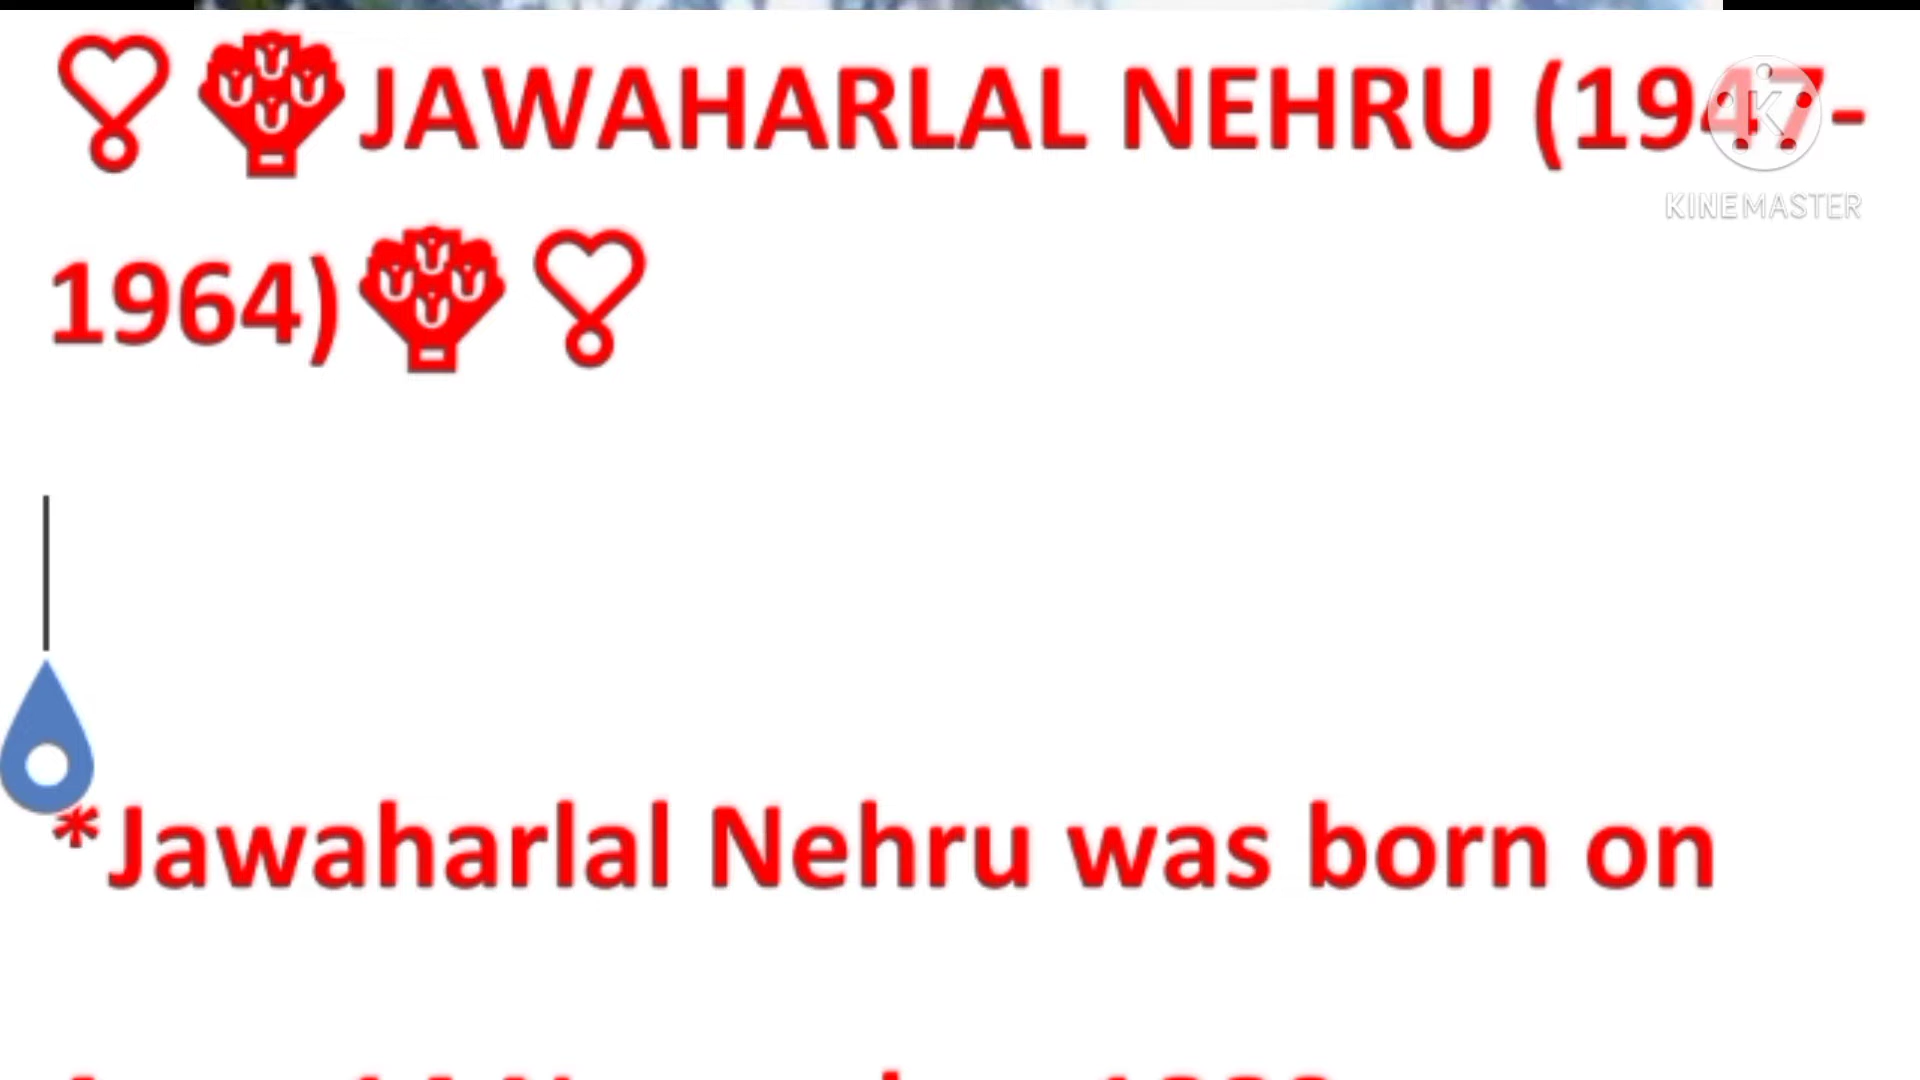 ❣💐JAWAHARLAL NEHRU (1947-
1964)💐❣
KINEMASTER
*Jawaharlal Nehru was born on